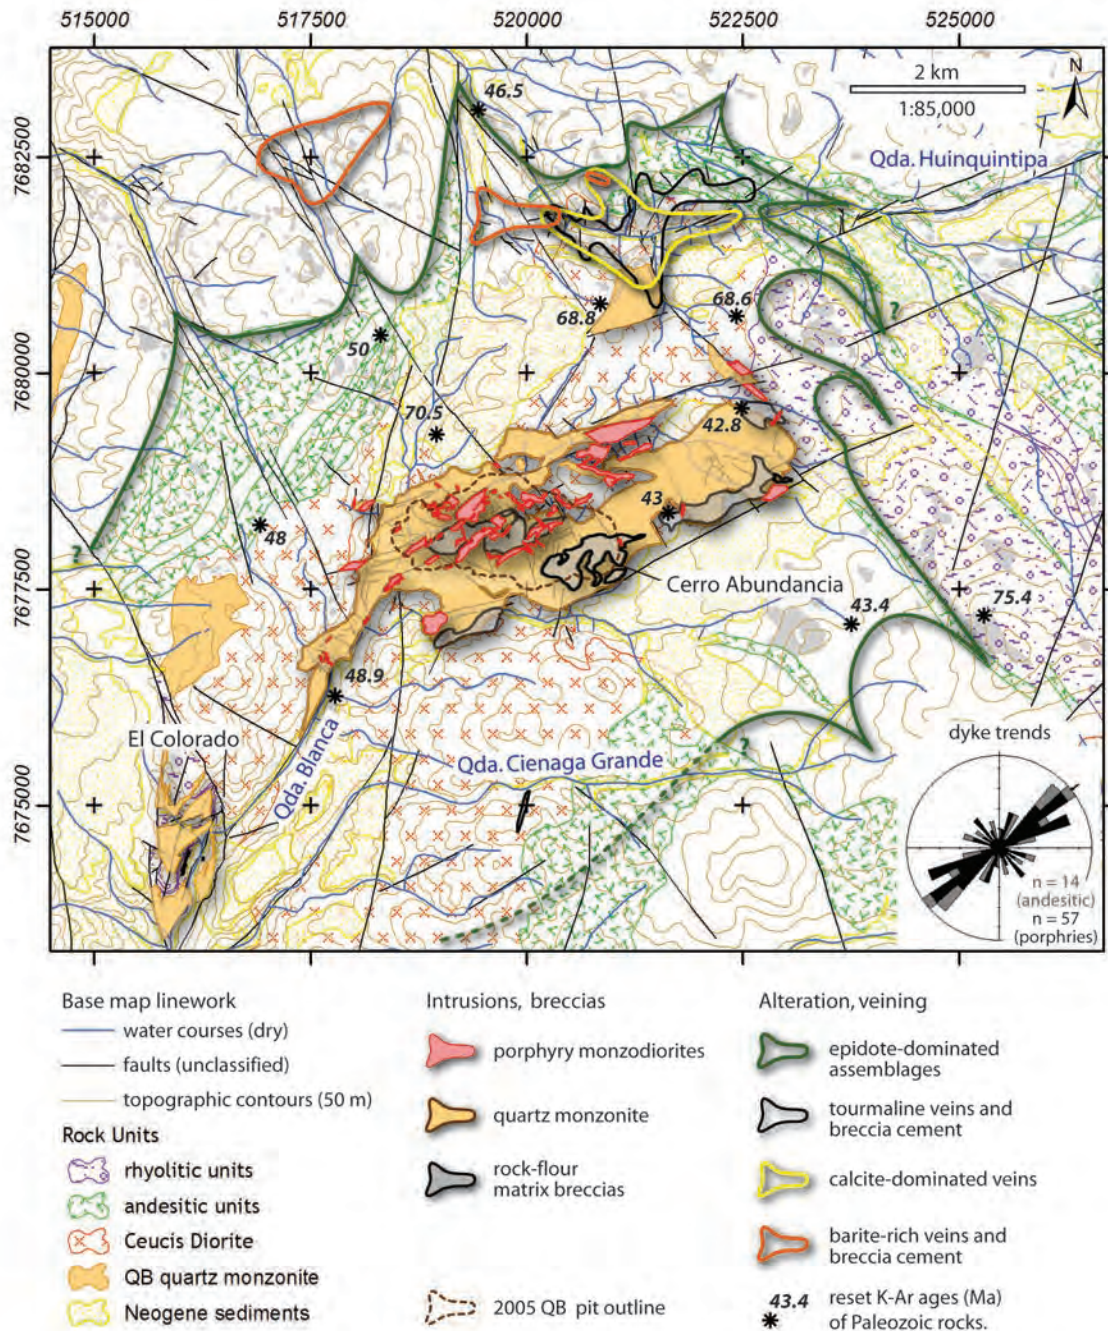 515000 517500 520000 522500 525000
2 km
1:85,000
N
7682500
7680000
7677500
7675000
46.5
Qda. Huinquintipa
68.8
68.6
?
50
70.5
42.8
43
48
?
Cerro Abundancia
43.4
75.4
48.9
El Colorado
Qda. Blanca
Qda. Cienaga Grande
?
dyke trends
n = 14
(andesitic)
n = 57
(porphries)
Base map linework
water courses (dry)
faults (unclassified)
topographic contours (50 m)
Rock Units
rhyolitic units
andesitic units
Ceucis Diorite
QB quartz monzonite
Neogene sediments
Intrusions, breccias
porphyry monzodiorites
quartz monzonite
rock-flour
matrix breccias
2005 QB pit outline
Alteration, veining
epidote-dominated
assemblages
tourmaline veins and
breccia cement
calcite-dominated veins
barite-rich veins and
breccia cement
43.4
reset K-Ar ages (Ma)
of Paleozoic rocks.